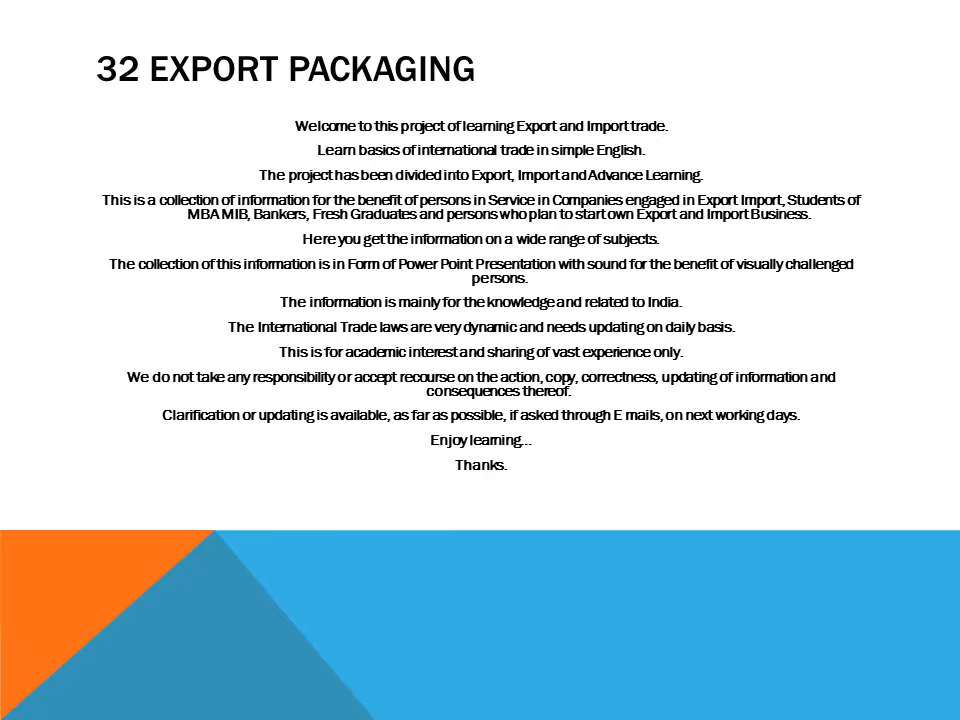 32 EXPORT PACKAGING
Welcome to this project of learning Export and Import trade.
Learn basics of international trade in simple English.
The project has been divided into Export, Import and Advance Learning.
This is a collection of information for the benefit of persons in Service in Companies engaged in Export Import, Students of
MBA MIB, Bankers, Fresh Graduates and persons who plan to start own Export and Import Business.
Here you get the information on a wide range of subjects.
The collection of this information is in Form of Power Point Presentation with sound for the benefit of visually challenged
persons.
The information is mainly for the knowledge and related to India.
The International Trade laws are very dynamic and needs updating on daily basis.
This is for academic interest and sharing of vast experience only.
We do not take any responsibility or accept recourse on the action, copy, correctness, updating of information and
consequences thereof.
Clarification or updating is available, as far as possible, if asked through E mails, on next working days.
Enjoy learning...
Thanks.